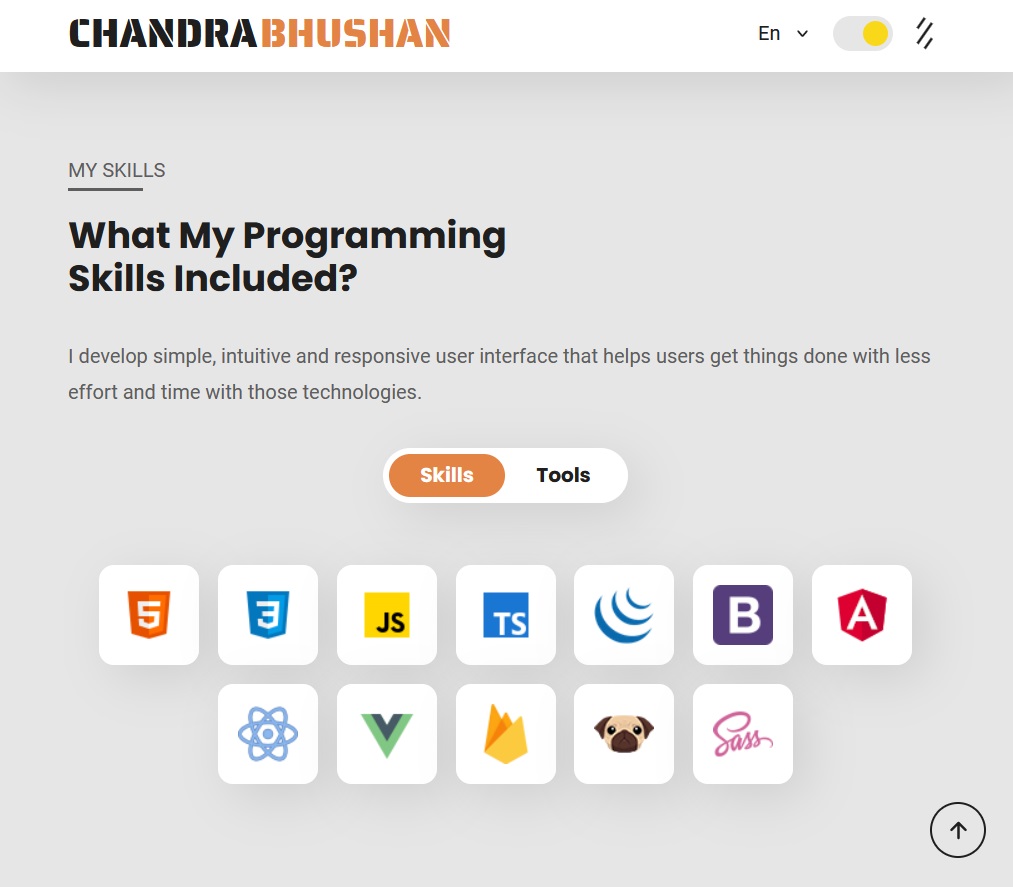 CHANDRABHUSHAN
En
MY SKILLS
What My Programming
Skills Included?
I develop simple, intuitive and responsive user interface that helps users get things done with less
effort and time with those technologies.
Skills Tools
5 3 JS TS B A
Sass